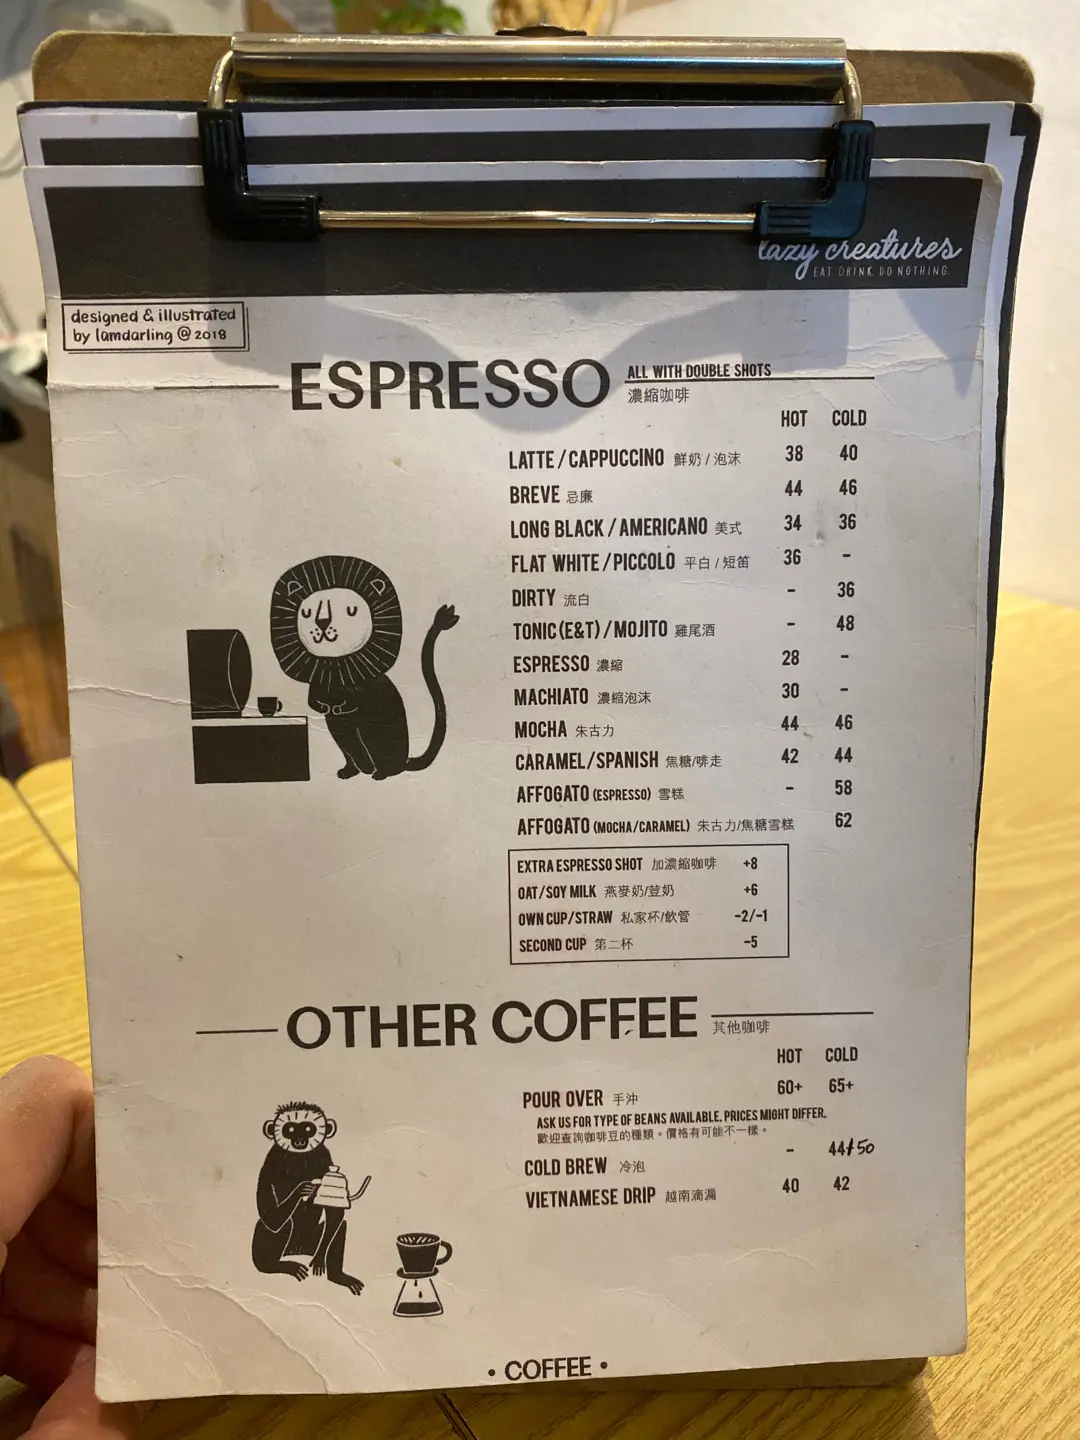 lazy creatures
EAT. DRINK. DO NOTHING.
designed & illustrated
by lamdarling @ 2018
ESPRESSO ALL WITH DOUBLE SHOTS
濃縮咖啡
HOT COLD
LATTE / CAPPUCCINO 鮮奶 / 泡沫 38 40
BREVE 忌廉 44 46
LONG BLACK / AMERICANO 美式 34 36
FLAT WHITE / PICCOLO 平白 / 短笛 36 -
DIRTY 流白 - 36
TONIC (E&T) / MOJITO 雞尾酒 - 48
ESPRESSO 濃縮 28 -
MACHIATO 濃縮泡沫 30 -
MOCHA 朱古力 44 46
CARAMEL/SPANISH 焦糖/啡走 42 44
AFFOGATO (ESPRESSO) 雪糕 - 58
AFFOGATO (MOCHA/CARAMEL) 朱古力/焦糖雪糕 62
EXTRA ESPRESSO SHOT 加濃縮咖啡 +8
OAT/SOY MILK 燕麥奶/荳奶 +6
OWN CUP/STRAW 私家杯/飲管 -2/-1
SECOND CUP 第二杯 -5
OTHER COFFEE 其他咖啡
HOT COLD
POUR OVER 手沖 60+ 65+
ASK US FOR TYPE OF BEANS AVAILABLE. PRICES MIGHT DIFFER.
歡迎查詢咖啡豆的種類。價格有可能不一樣。
COLD BREW 冷泡 - 44/50
VIETNAMESE DRIP 越南滴漏 40 42
• COFFEE •